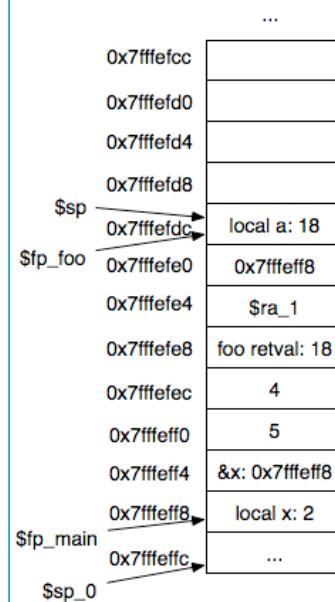 ...
0x7fffefcc
0x7fffefd0
0x7fffefd4
0x7fffefd8
$sp
0x7fffefdc local a: 18
$fp_foo
0x7fffefe0 0x7fffeff8
0x7fffefe4 $ra_1
0x7fffefe8 foo retval: 18
0x7fffefec 4
0x7fffeff0 5
0x7fffeff4 &x: 0x7fffeff8
0x7fffeff8 local x: 2
$fp_main
0x7fffeffc ...
$sp_0